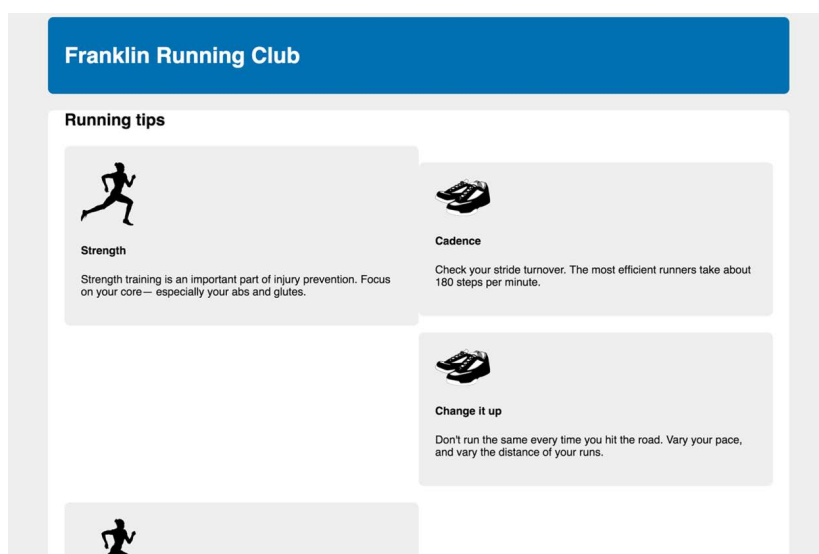 Franklin Running Club
Running tips
Strength
Strength training is an important part of injury prevention. Focus
on your core— especially your abs and glutes.
Cadence
Check your stride turnover. The most efficient runners take about
180 steps per minute.
Change it up
Don't run the same every time you hit the road. Vary your pace,
and vary the distance of your runs.